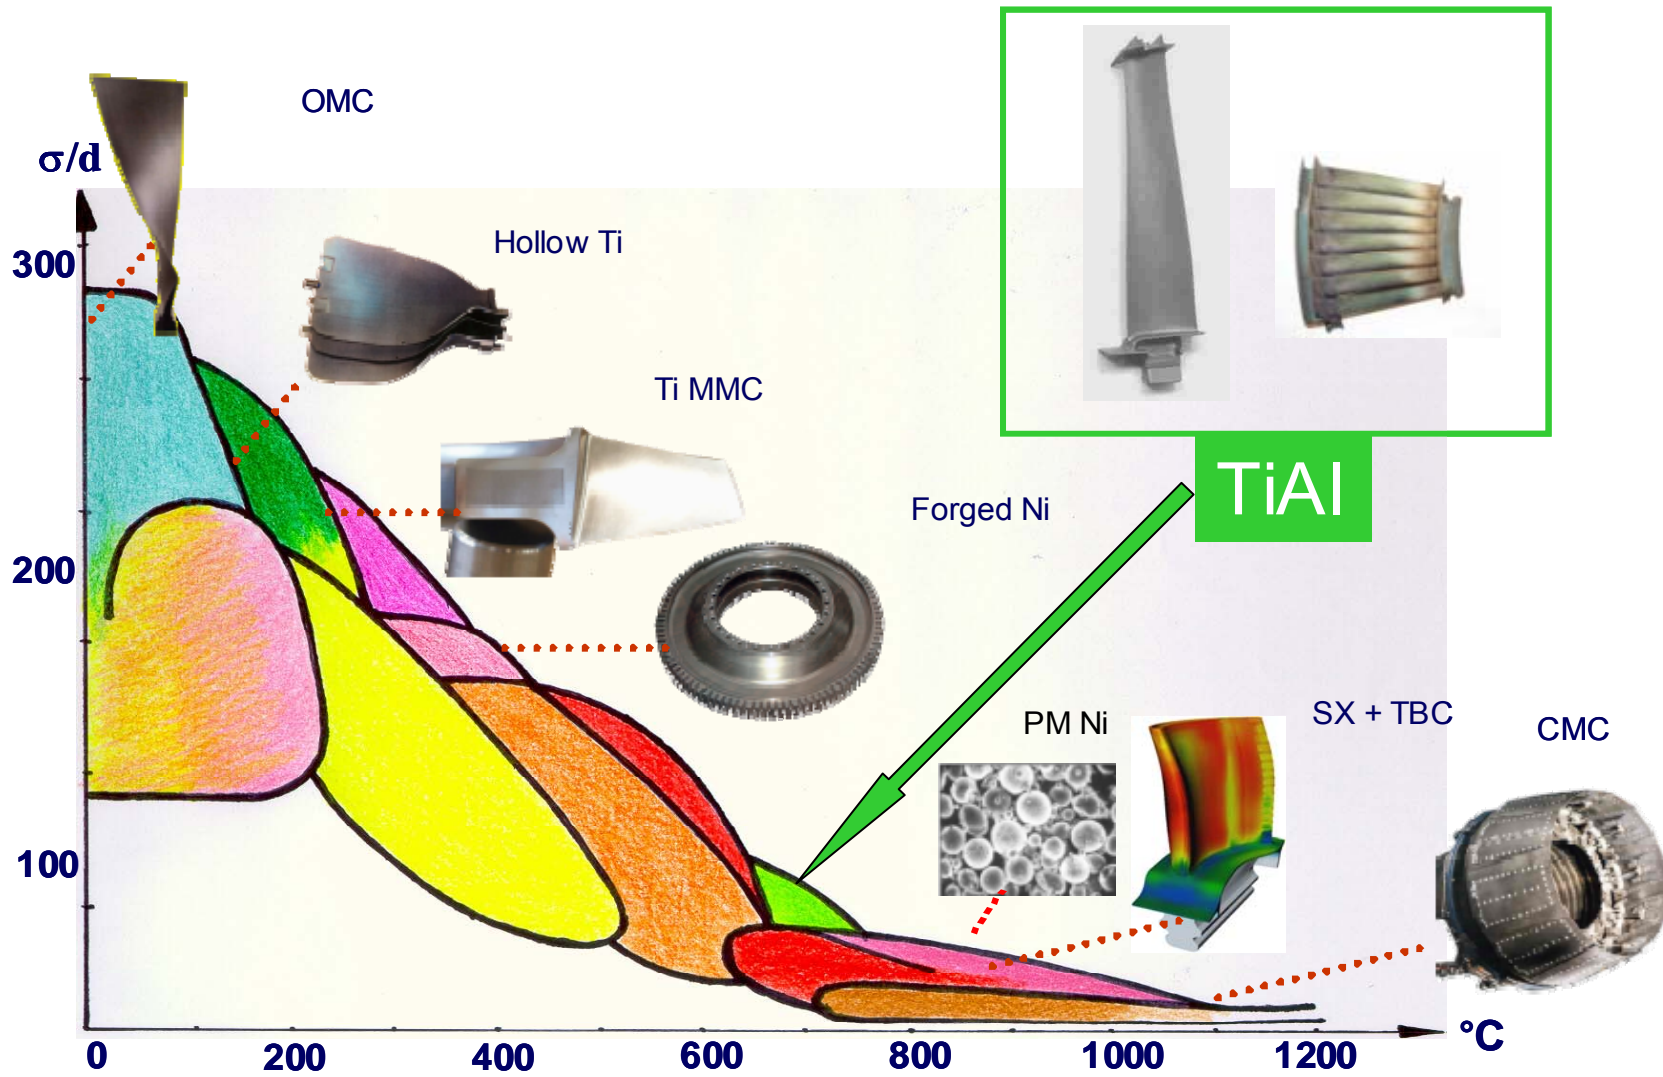 OMC
σ/d
Hollow Ti
300
Ti MMC
TiAl
Forged Ni
200
SX + TBC
PM Ni
CMC
100
°C
0 200 400 600 800 1000 1200